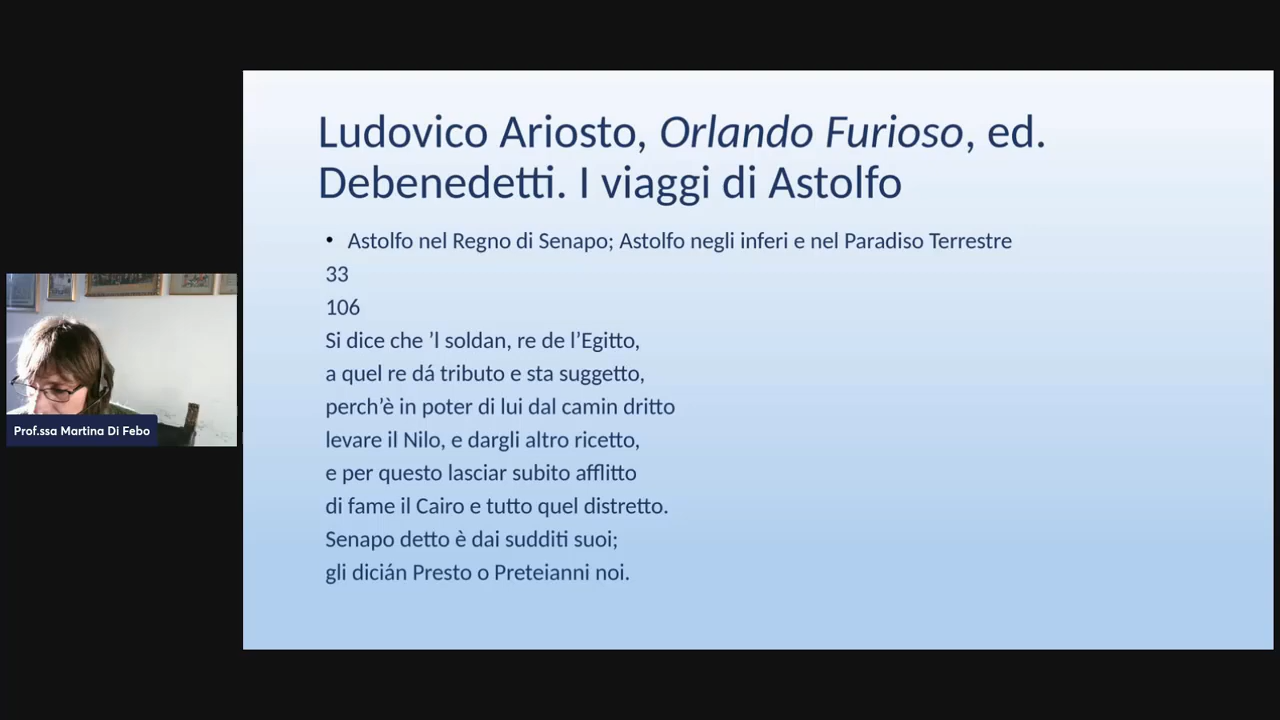 Ludovico Ariosto, Orlando Furioso, ed.
Debenedetti. I viaggi di Astolfo
• Astolfo nel Regno di Senapo; Astolfo negli inferi e nel Paradiso Terrestre
33
106
Si dice che ’l soldan, re de l’Egitto,
a quel re dá tributo e sta suggetto,
perch’è in poter di lui dal camin dritto
levare il Nilo, e dargli altro ricetto,
e per questo lasciar subito afflitto
di fame il Cairo e tutto quel distretto.
Senapo detto è dai sudditi suoi;
gli dicián Presto o Preteianni noi.
Prof.ssa Martina Di Febo